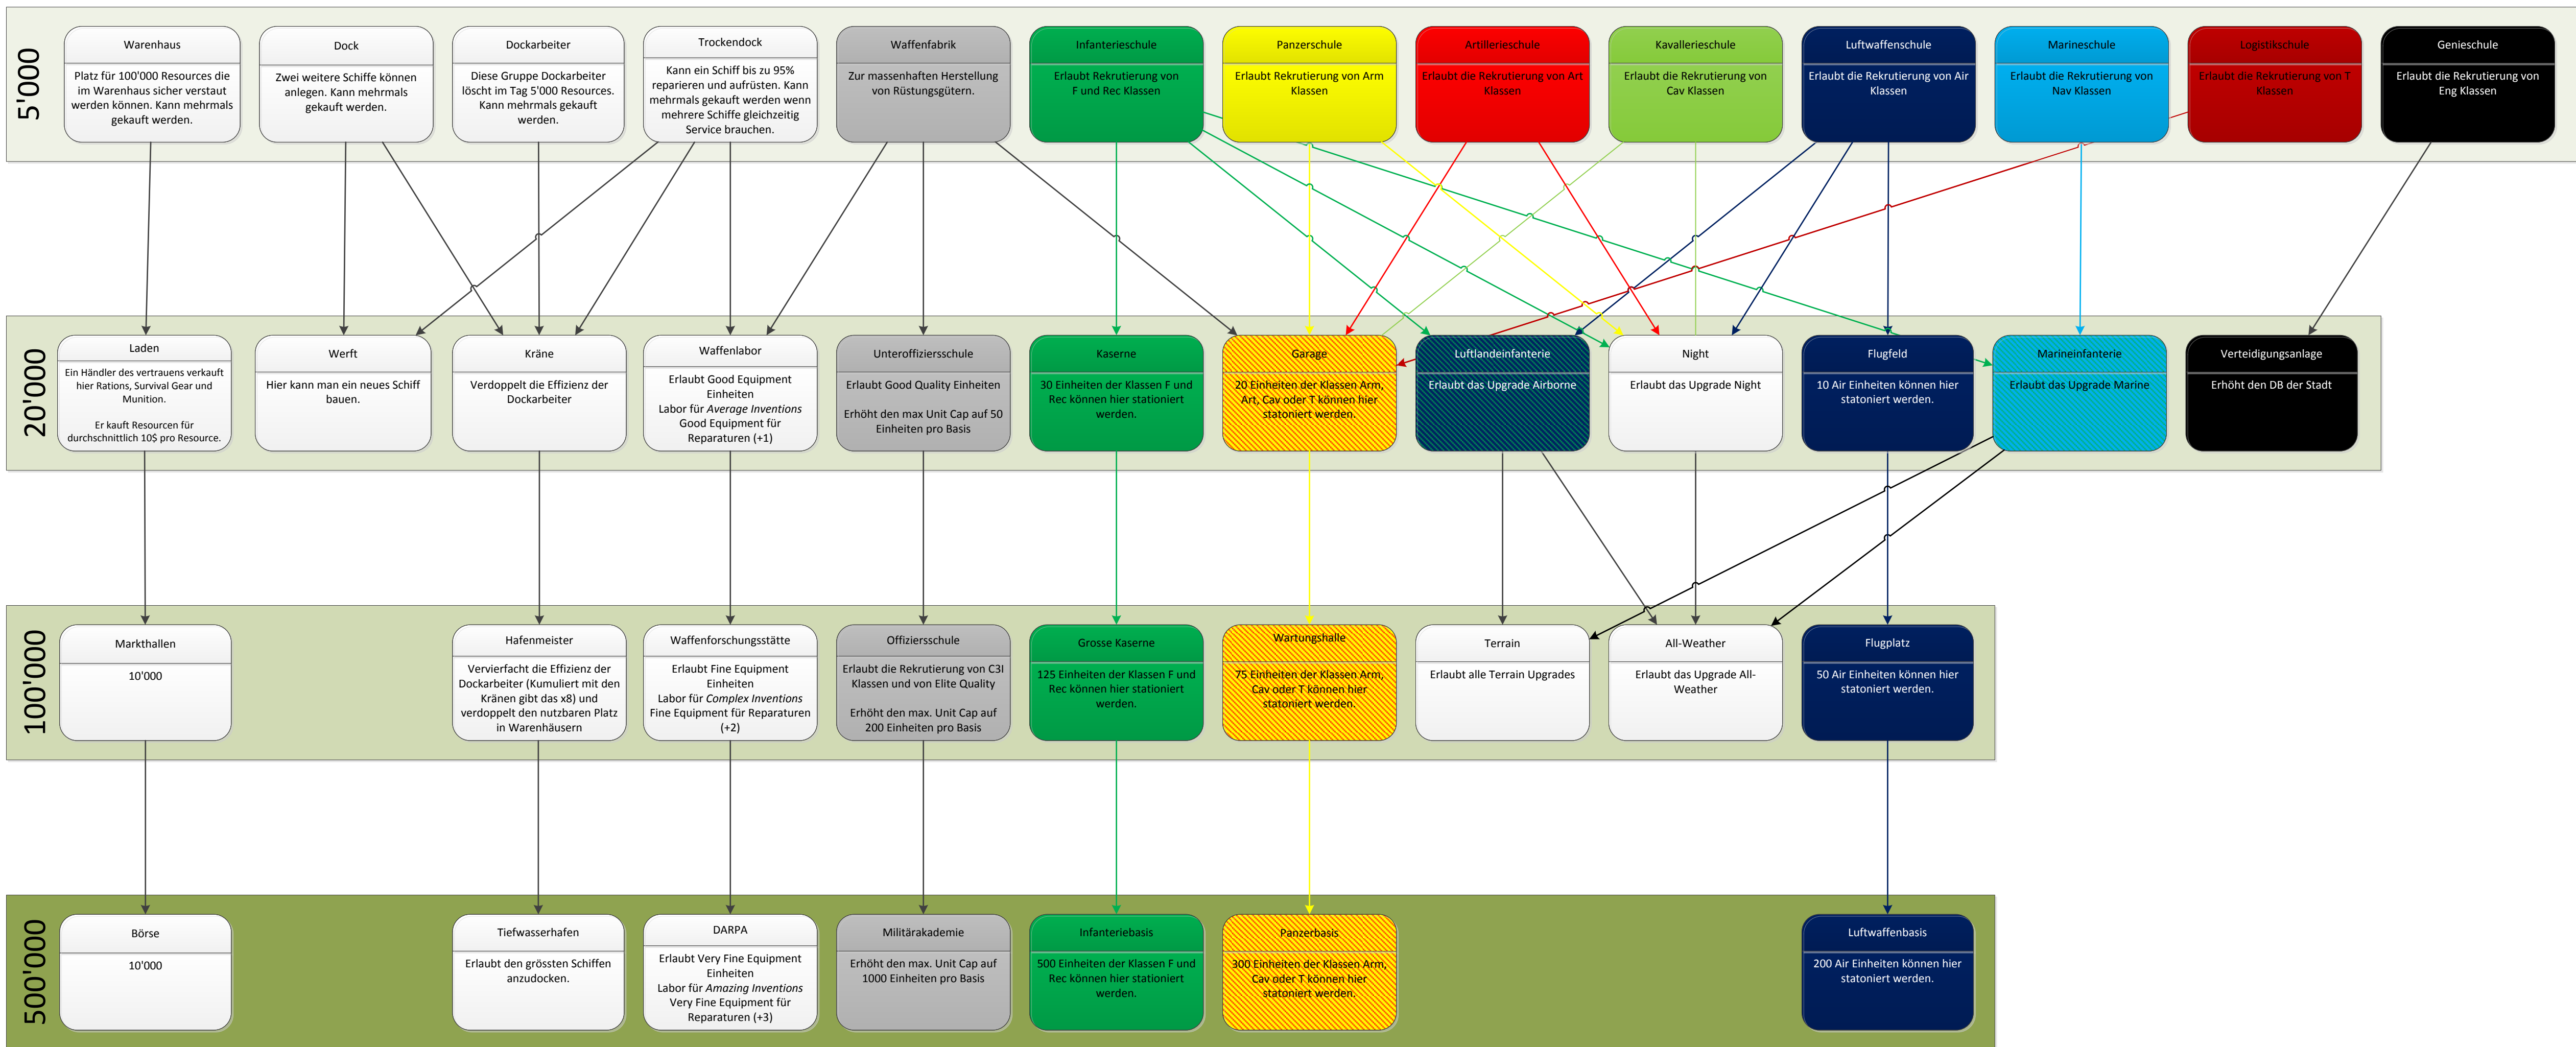 5'000
Warenhaus
Platz für 100'000 Resources die
im Warenhaus sicher verstaut
werden können. Kann mehrmals
gekauft werden.
Dock
Zwei weitere Schiffe können
anlegen. Kann mehrmals
gekauft werden.
Dockarbeiter
Diese Gruppe Dockarbeiter
löscht im Tag 5'000 Resources.
Kann mehrmals gekauft
werden.
Trockendock
Kann ein Schiff bis zu 95%
reparieren und aufrüsten. Kann
mehrmals gekauft werden wenn
mehrere Schiffe gleichzeitig
Service brauchen.
Waffenfabrik
Zur massenhaften Herstellung
von Rüstungsgütern.
Infanterieschule
Erlaubt Rekrutierung von
F und Rec Klassen
Panzerschule
Erlaubt Rekrutierung von Arm
Klassen
Artillerieschule
Erlaubt die Rekrutierung von Art
Klassen
Kavallerieschule
Erlaubt die Rekrutierung von
Cav Klassen
Luftwaffenschule
Erlaubt die Rekrutierung von Air
Klassen
Marineschule
Erlaubt die Rekrutierung von
Nav Klassen
Logistikschule
Erlaubt die Rekrutierung von T
Klassen
Genieschule
Erlaubt die Rekrutierung von
Eng Klassen
20'000
Laden
Ein Händler des vertrauens verkauft
hier Rations, Survival Gear und
Munition.
Er kauft Resourcen für
durchschnittlich 10$ pro Resource.
Werft
Hier kann man ein neues Schiff
bauen.
Kräne
Verdoppelt die Effizienz der
Dockarbeiter
Waffenlabor
Erlaubt Good Equipment
Einheiten
Labor für Average Inventions
Good Equipment für
Reparaturen (+1)
Unteroffiziersschule
Erlaubt Good Quality Einheiten
Erhöht den max Unit Cap auf 50
Einheiten pro Basis
Kaserne
30 Einheiten der Klassen F und
Rec können hier stationiert
werden.
Garage
20 Einheiten der Klassen Arm,
Art, Cav oder T können hier
statoniert werden.
Luftlandeinfanterie
Erlaubt das Upgrade Airborne
Night
Erlaubt das Upgrade Night
Flugfeld
10 Air Einheiten können hier
statoniert werden.
Marineinfanterie
Erlaubt das Upgrade Marine
Verteidigungsanlage
Erhöht den DB der Stadt
100'000
Markthallen
10'000
Hafenmeister
Vervierfacht die Effizienz der
Dockarbeiter (Kumuliert mit den
Kränen gibt das x8) und
verdoppelt den nutzbaren Platz
in Warenhäusern
Waffenforschungsstätte
Erlaubt Fine Equipment
Einheiten
Labor für Complex Inventions
Fine Equipment für Reparaturen
(+2)
Offiziersschule
Erlaubt die Rekrutierung von C3I
Klassen und von Elite Quality
Erhöht den max. Unit Cap auf
200 Einheiten pro Basis
Grosse Kaserne
125 Einheiten der Klassen F und
Rec können hier stationiert
werden.
Wartungshalle
75 Einheiten der Klassen Arm,
Cav oder T können hier
statoniert werden.
Terrain
Erlaubt alle Terrain Upgrades
All-Weather
Erlaubt das Upgrade All-
Weather
Flugplatz
50 Air Einheiten können hier
statoniert werden.
500'000
Börse
10'000
Tiefwasserhafen
Erlaubt den grössten Schiffen
anzudocken.
DARPA
Erlaubt Very Fine Equipment
Einheiten
Labor für Amazing Inventions
Very Fine Equipment für
Reparaturen (+3)
Militärakademie
Erhöht den max. Unit Cap auf
1000 Einheiten pro Basis
Infanteriebasis
500 Einheiten der Klassen F und
Rec können hier stationiert
werden.
Panzerbasis
300 Einheiten der Klassen Arm,
Cav oder T können hier
statoniert werden.
Luftwaffenbasis
200 Air Einheiten können hier
statoniert werden.